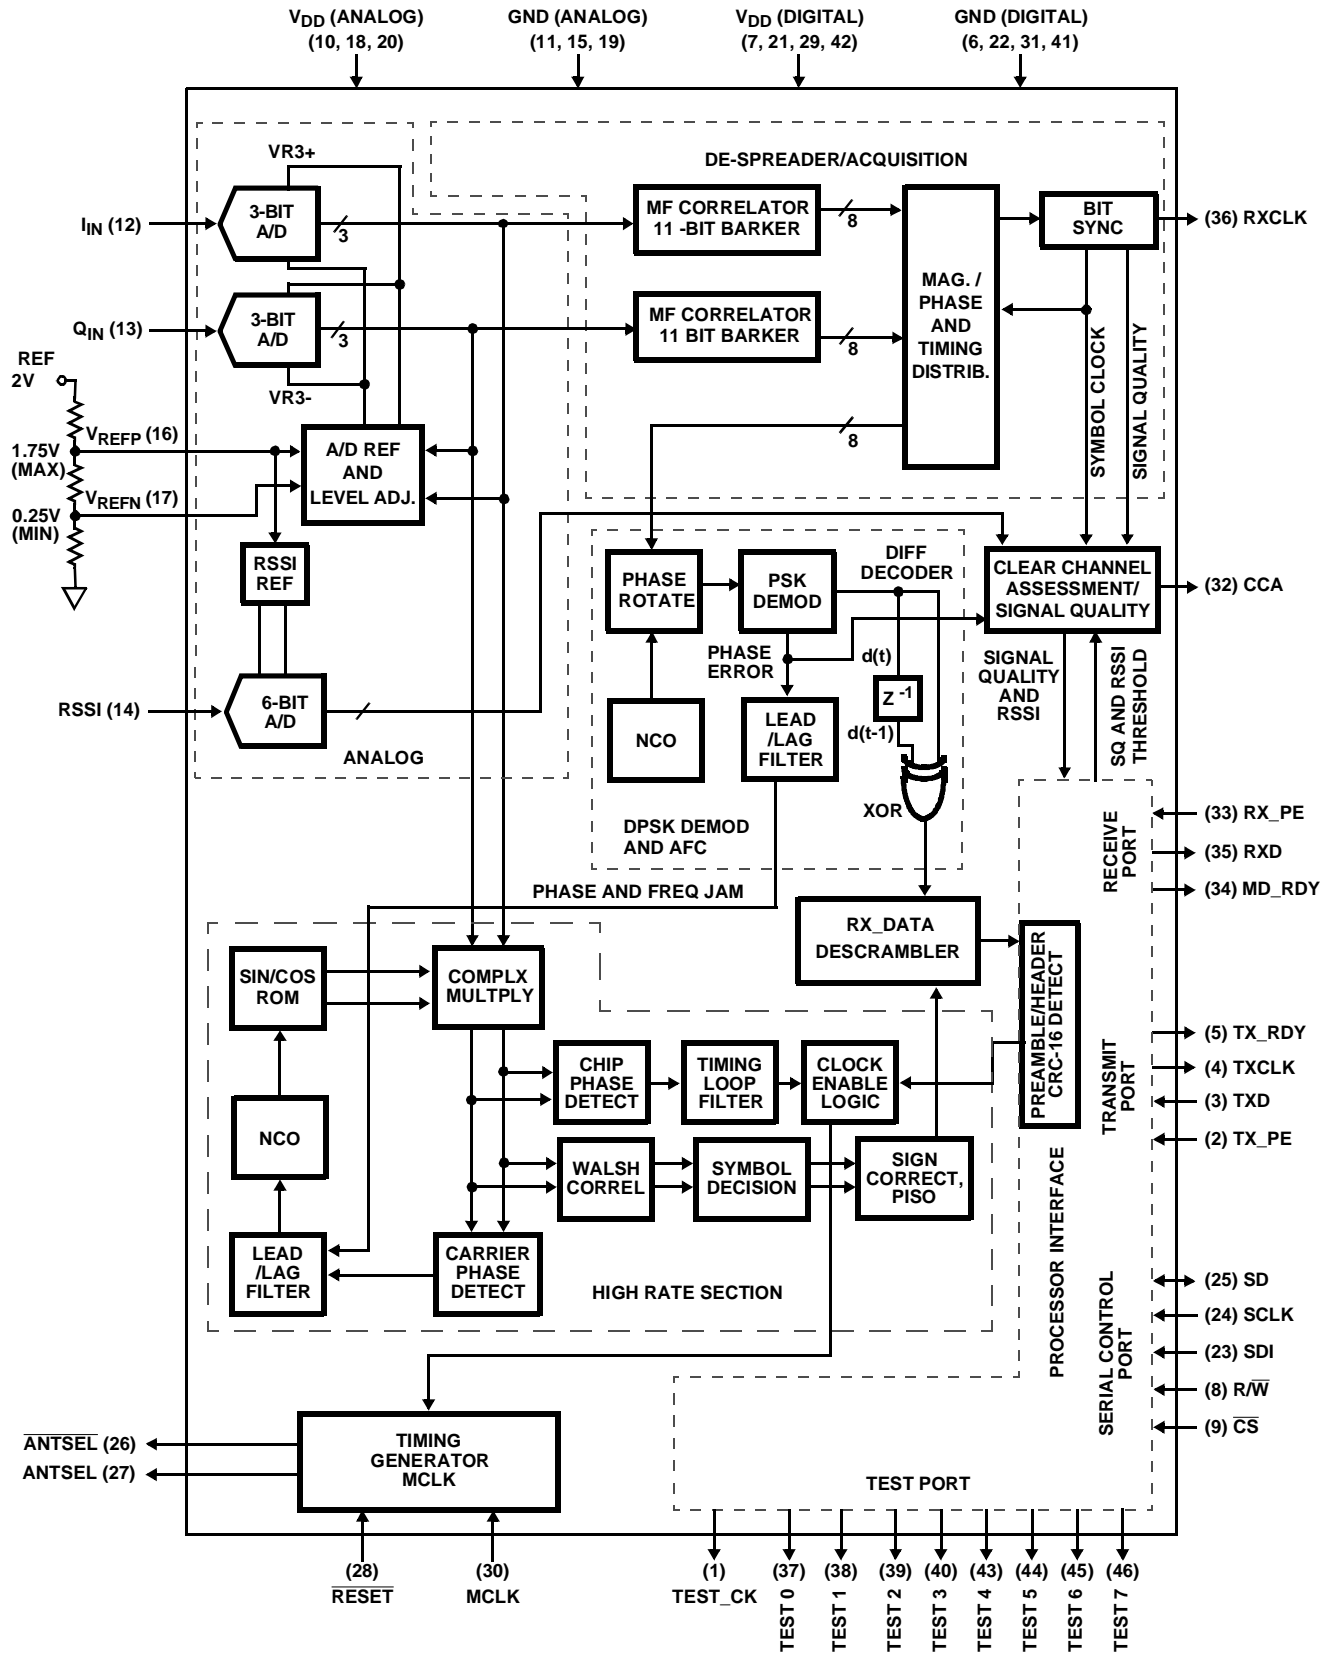 VDD (ANALOG)
(10, 18, 20)
GND (ANALOG)
(11, 15, 19)
VDD (DIGITAL)
(7, 21, 29, 42)
GND (DIGITAL)
(6, 22, 31, 41)
VR3+
DE-SPREADER/ACQUISITION
IIN (12)
3-BIT
A/D
3
MF CORRELATOR
11 -BIT BARKER
8
BIT
SYNC
(36) RXCLK
MAG. /
PHASE
AND
TIMING
DISTRIB.
QIN (13)
3-BIT
A/D
3
MF CORRELATOR
11 BIT BARKER
8
SYMBOL CLOCK
SIGNAL QUALITY
REF
2V
VR3-
VREFP (16)
1.75V
(MAX)
VREFN (17)
0.25V
(MIN)
A/D REF
AND
LEVEL ADJ.
8
RSSI
REF
PHASE
ROTATE
PSK
DEMOD
DIFF
DECODER
CLEAR CHANNEL
ASSESSMENT/
SIGNAL QUALITY
(32) CCA
PHASE
ERROR
d(t)
SIGNAL
QUALITY
AND
RSSI
SQ AND RSSI
THRESHOLD
Z -1
RSSI (14)
6-BIT
A/D
ANALOG
NCO
LEAD
/LAG
FILTER
d(t-1)
XOR
DPSK DEMOD
AND AFC
RECEIVE
PORT
(33) RX_PE
(35) RXD
(34) MD_RDY
PHASE AND FREQ JAM
RX_DATA
DESCRAMBLER
PREAMBLE/HEADER
CRC-16 DETECT
SIN/COS
ROM
COMPLX
MULTPLY
CHIP
PHASE
DETECT
TIMING
LOOP
FILTER
CLOCK
ENABLE
LOGIC
TRANSMIT
PORT
(5) TX_RDY
(4) TXCLK
(3) TXD
(2) TX_PE
NCO
WALSH
CORREL
SYMBOL
DECISION
SIGN
CORRECT,
PISO
PROCESSOR INTERFACE
LEAD
/LAG
FILTER
CARRIER
PHASE
DETECT
HIGH RATE SECTION
SERIAL CONTROL
PORT
(25) SD
(24) SCLK
(23) SDI
(8) R/W̅
(9) C̅S̅
A̅N̅T̅S̅E̅L̅ (26)
ANTSEL (27)
TIMING
GENERATOR
MCLK
TEST PORT
(28)
R̅E̅S̅E̅T̅
(30)
MCLK
(1)
TEST_CK
(37)
TEST 0
(38)
TEST 1
(39)
TEST 2
(40)
TEST 3
(43)
TEST 4
(44)
TEST 5
(45)
TEST 6
(46)
TEST 7